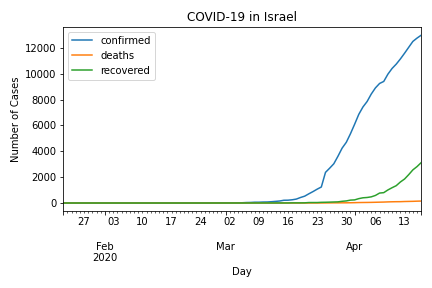 COVID-19 in Israel
confirmed
deaths
recovered
Number of Cases
12000
10000
8000
6000
4000
2000
0
27 03 10 17 24 02 09 16 23 30 06 13
Feb Mar Apr
2020
Day